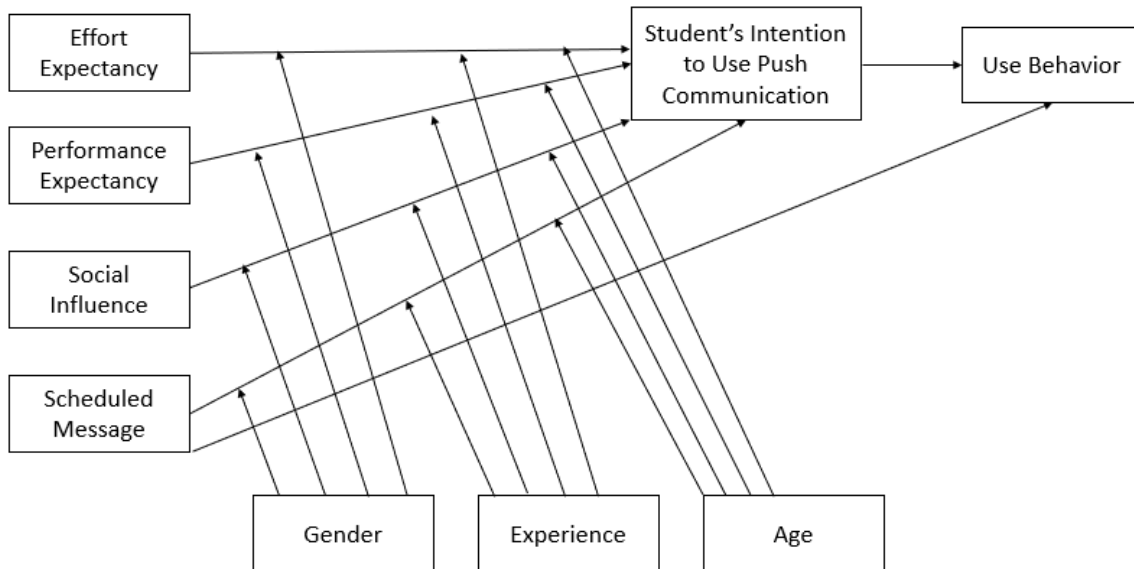 Effort
Expectancy
Student’s Intention
to Use Push
Communication
Use Behavior
Performance
Expectancy
Social
Influence
Scheduled
Message
Gender
Experience
Age